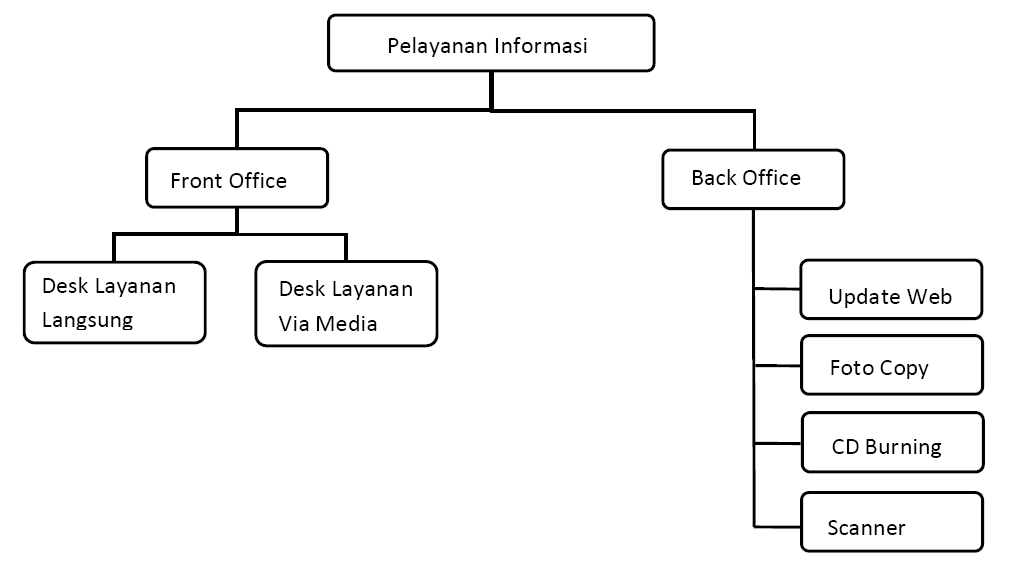 Pelayanan Informasi
Front Office
Back Office
Desk Layanan
Langsung
Desk Layanan
Via Media
Update Web
Foto Copy
CD Burning
Scanner